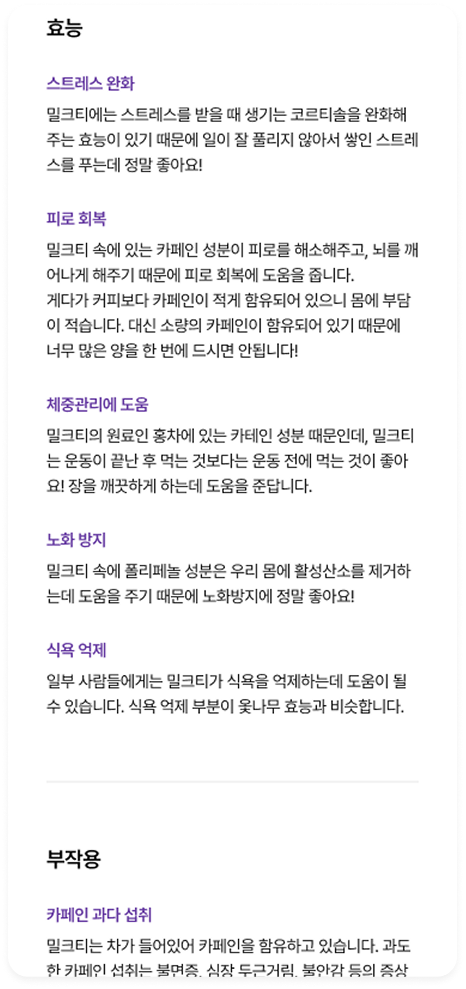 효능
스트레스 완화
밀크티에는 스트레스를 받을 때 생기는 코르티솔을 완화해
주는 효능이 있기 때문에 일이 잘 풀리지 않아서 쌓인 스트레
스를 푸는데 정말 좋아요!
피로 회복
밀크티 속에 있는 카페인 성분이 피로를 해소해주고, 뇌를 깨
어나게 해주기 때문에 피로 회복에 도움을 줍니다.
게다가 커피보다 카페인이 적게 함유되어 있으니 몸에 부담
이 적습니다. 대신 소량의 카페인이 함유되어 있기 때문에
너무 많은 양을 한 번에 드시면 안됩니다!
체중관리에 도움
밀크티의 원료인 홍차에 있는 카테인 성분 때문인데, 밀크티
는 운동이 끝난 후 먹는 것보다는 운동 전에 먹는 것이 좋아
요! 장을 깨끗하게 하는데 도움을 준답니다.
노화 방지
밀크티 속에 폴리페놀 성분은 우리 몸에 활성산소를 제거하
는데 도움을 주기 때문에 노화방지에 정말 좋아요!
식욕 억제
일부 사람들에게는 밀크티가 식욕을 억제하는데 도움이 될
수 있습니다. 식욕 억제 부분이 옻나무 효능과 비슷합니다.
부작용
카페인 과다 섭취
밀크티는 차가 들어있어 카페인을 함유하고 있습니다. 과도
한 카페인 섭취는 불면증, 심장 두근거림, 불안감 등의 증상